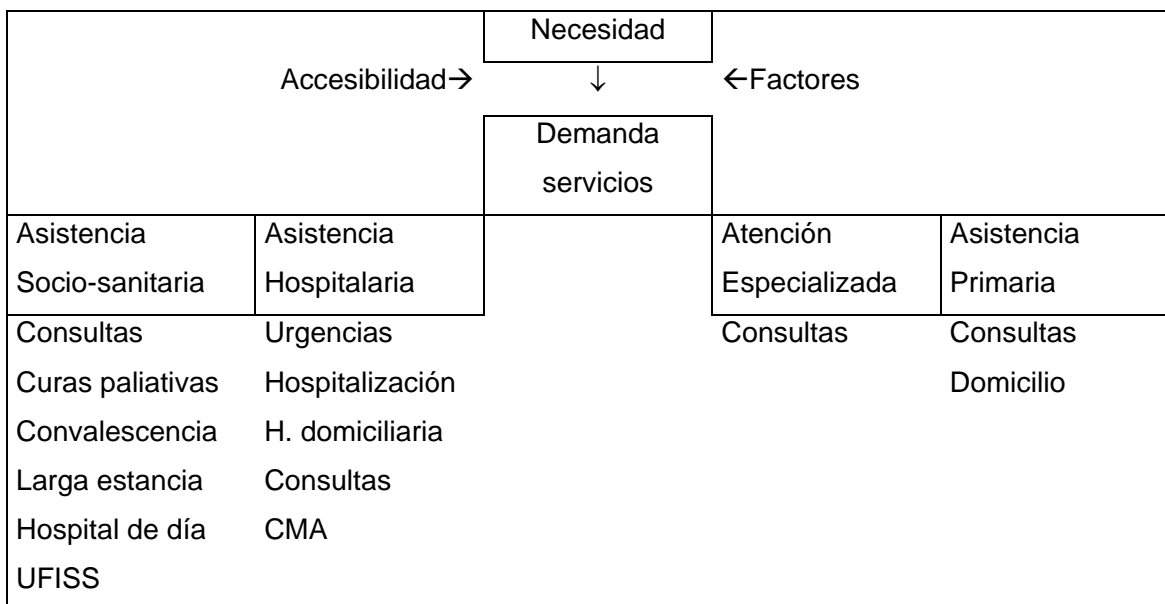 Necesidad
Accesibilidad→ ↓ ←Factores
Demanda
servicios
Asistencia
Socio-sanitaria
Asistencia
Hospitalaria
Atención
Especializada
Asistencia
Primaria
Consultas
Curas paliativas
Convalescencia
Larga estancia
Hospital de día
UFISS
Urgencias
Hospitalización
H. domiciliaria
Consultas
CMA
Consultas
Consultas
Domicilio